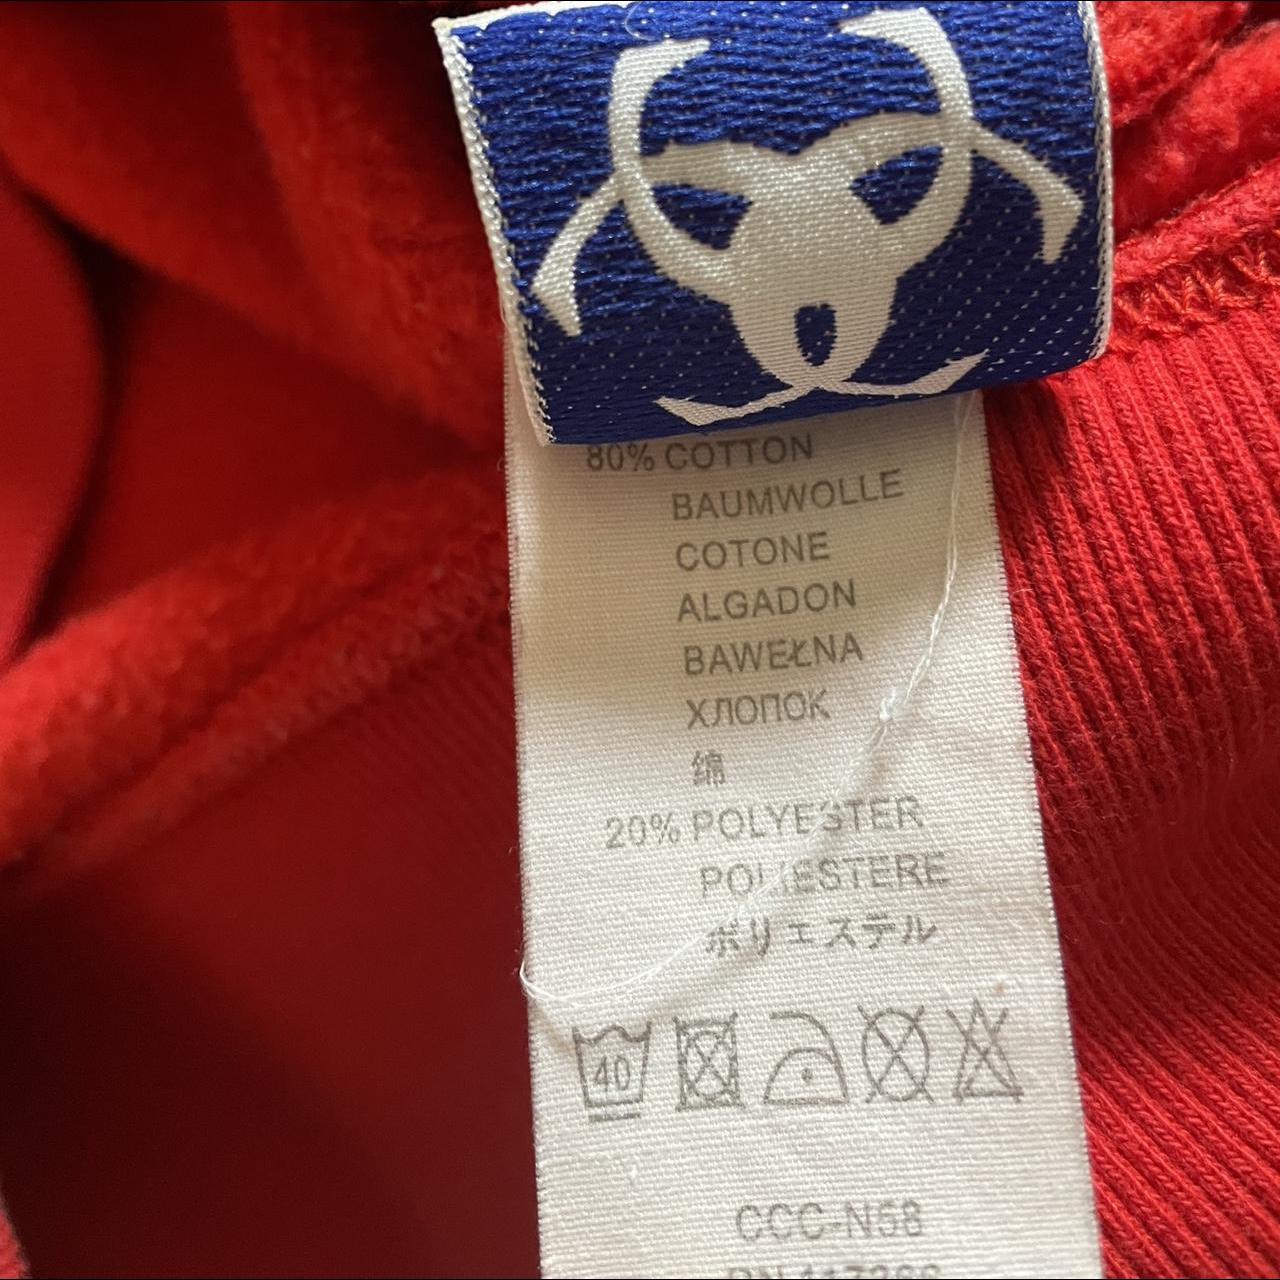 80% COTTON
BAUMWOLLE
COTONE
ALGADON
BAWEŁNA
ХЛОПОК
绵
20% POLYESTER
POLIESTERE
ポリエステル
40
CCC-N58